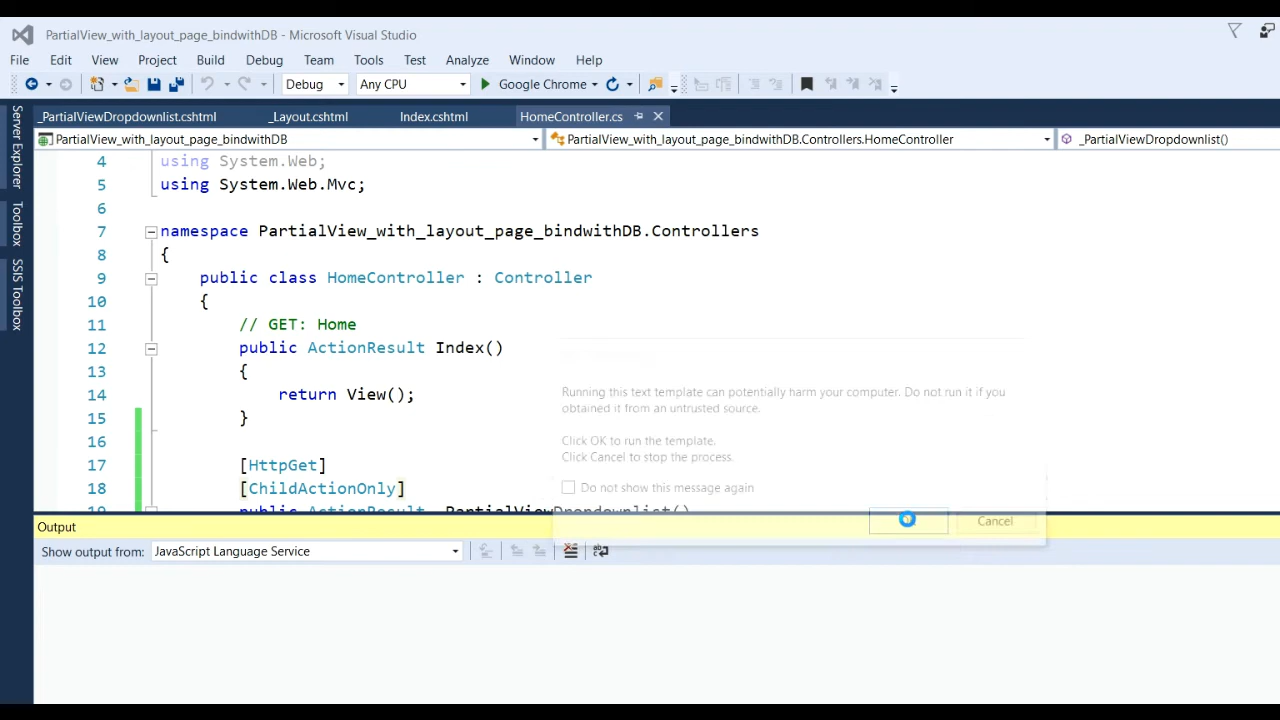 PartialView_with_layout_page_bindwithDB - Microsoft Visual Studio
File Edit View Project Build Debug Team Tools Test Analyze Window Help
Debug Any CPU Google Chrome
_PartialViewDropdownlist.cshtml _Layout.cshtml Index.cshtml HomeController.cs
PartialView_with_layout_page_bindwithDB PartialView_with_layout_page_bindwithDB.Controllers.HomeController _PartialViewDropdownlist()
Server Explorer
Toolbox
SSIS Toolbox
4 using System.Web;
5 using System.Web.Mvc;
6
7 namespace PartialView_with_layout_page_bindwithDB.Controllers
8 {
9 public class HomeController : Controller
10 {
11 // GET: Home
12 public ActionResult Index()
13 {
14 return View();
15 }
16
17 [HttpGet]
18 [ChildActionOnly]
19 public ActionResult _PartialViewDropdownlist()
Running this text template can potentially harm your computer. Do not run it if you
obtained it from an untrusted source.
Click OK to run the template.
Click Cancel to stop the process.
Do not show this message again
Cancel
Output
Show output from: JavaScript Language Service